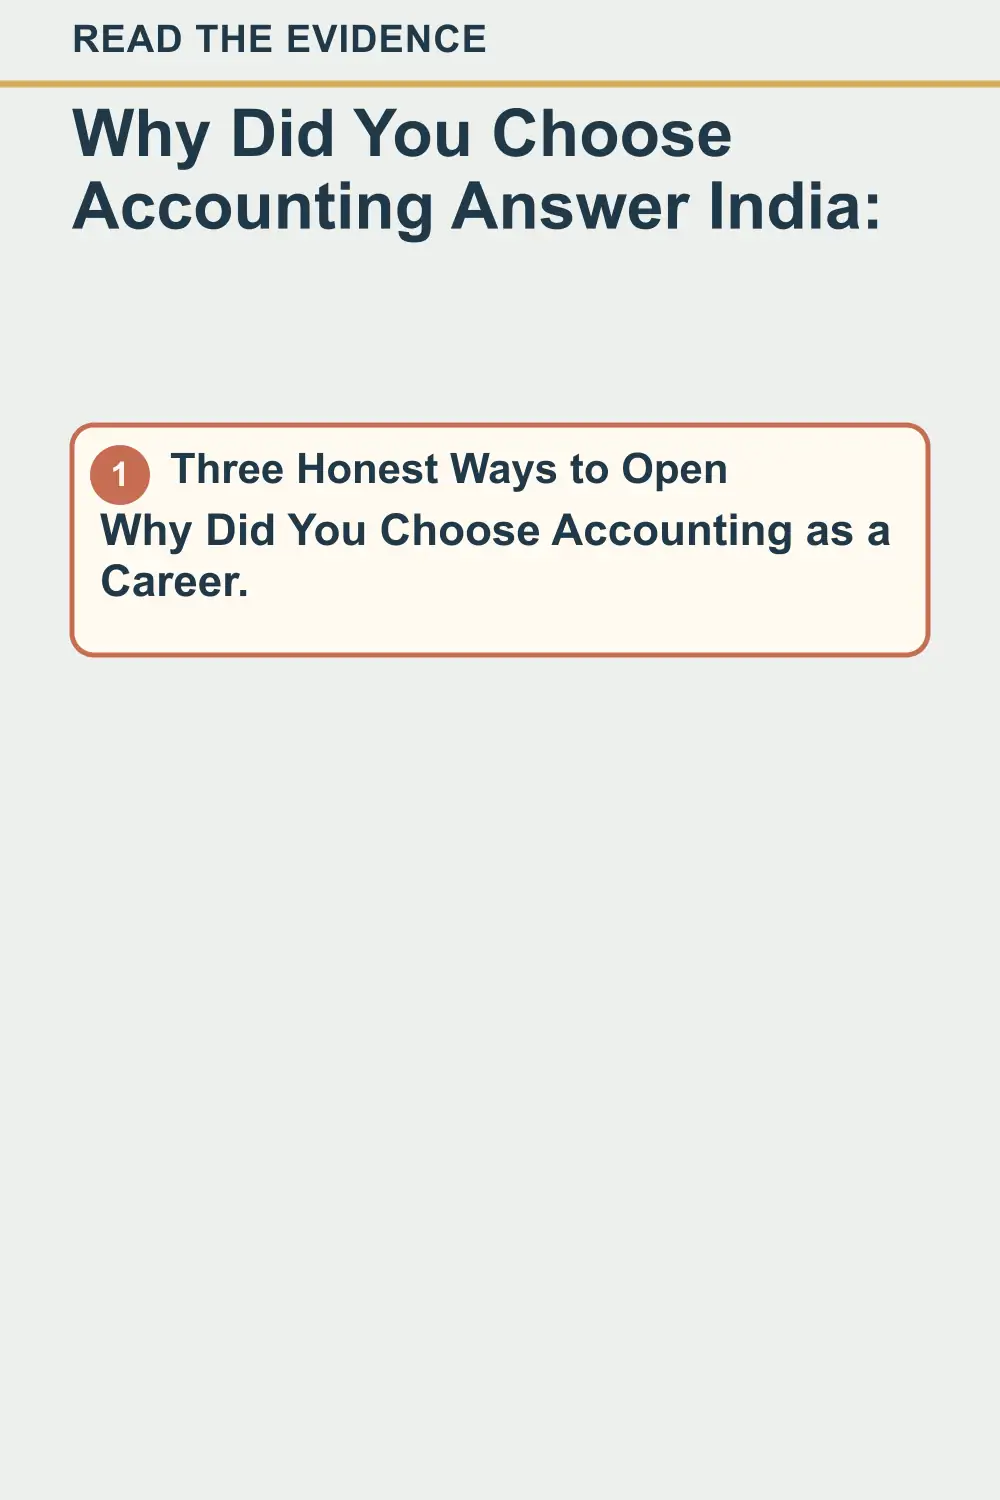 READ THE EVIDENCE
Why Did You Choose
Accounting Answer India:
1 Three Honest Ways to Open
Why Did You Choose Accounting as a
Career.